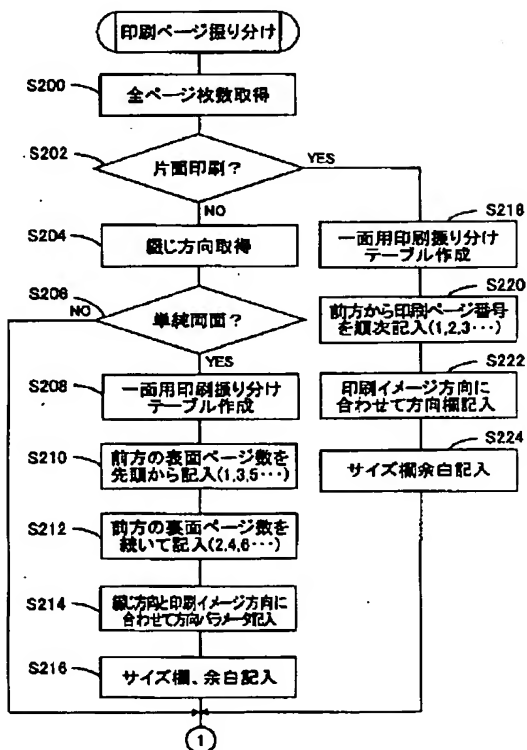 印刷ページ振り分け
S200
全ページ枚数取得
S202
片面印刷?
YES
NO
S204
綴じ方向取得
S206
NO
単純両面?
YES
S208
一面用印刷振り分け
テーブル作成
S210
前方の表面ページ数を
先頭から記入(1,3,5･･･)
S212
前方の裏面ページ数を
続いて記入(2,4,6･･･)
S214
綴じ方向と印刷イメージ方向に
合わせて方向パラメータ記入
S216
サイズ欄、余白記入
S218
一面用印刷振り分け
テーブル作成
S220
前方から印刷ページ番号
を順次記入(1,2,3･･･)
S222
印刷イメージ方向に
合わせて方向欄記入
S224
サイズ欄余白記入
1